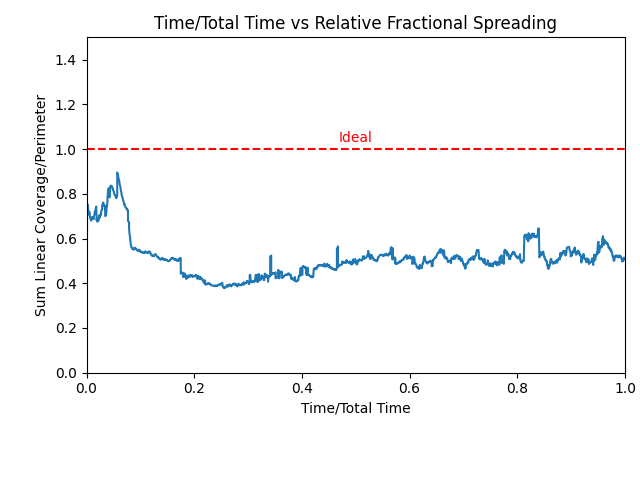 Time/Total Time vs Relative Fractional Spreading
Sum Linear Coverage/Perimeter
1.4
1.2
1.0
0.8
0.6
0.4
0.2
0.0
Ideal
0.0 0.2 0.4 0.6 0.8 1.0
Time/Total Time